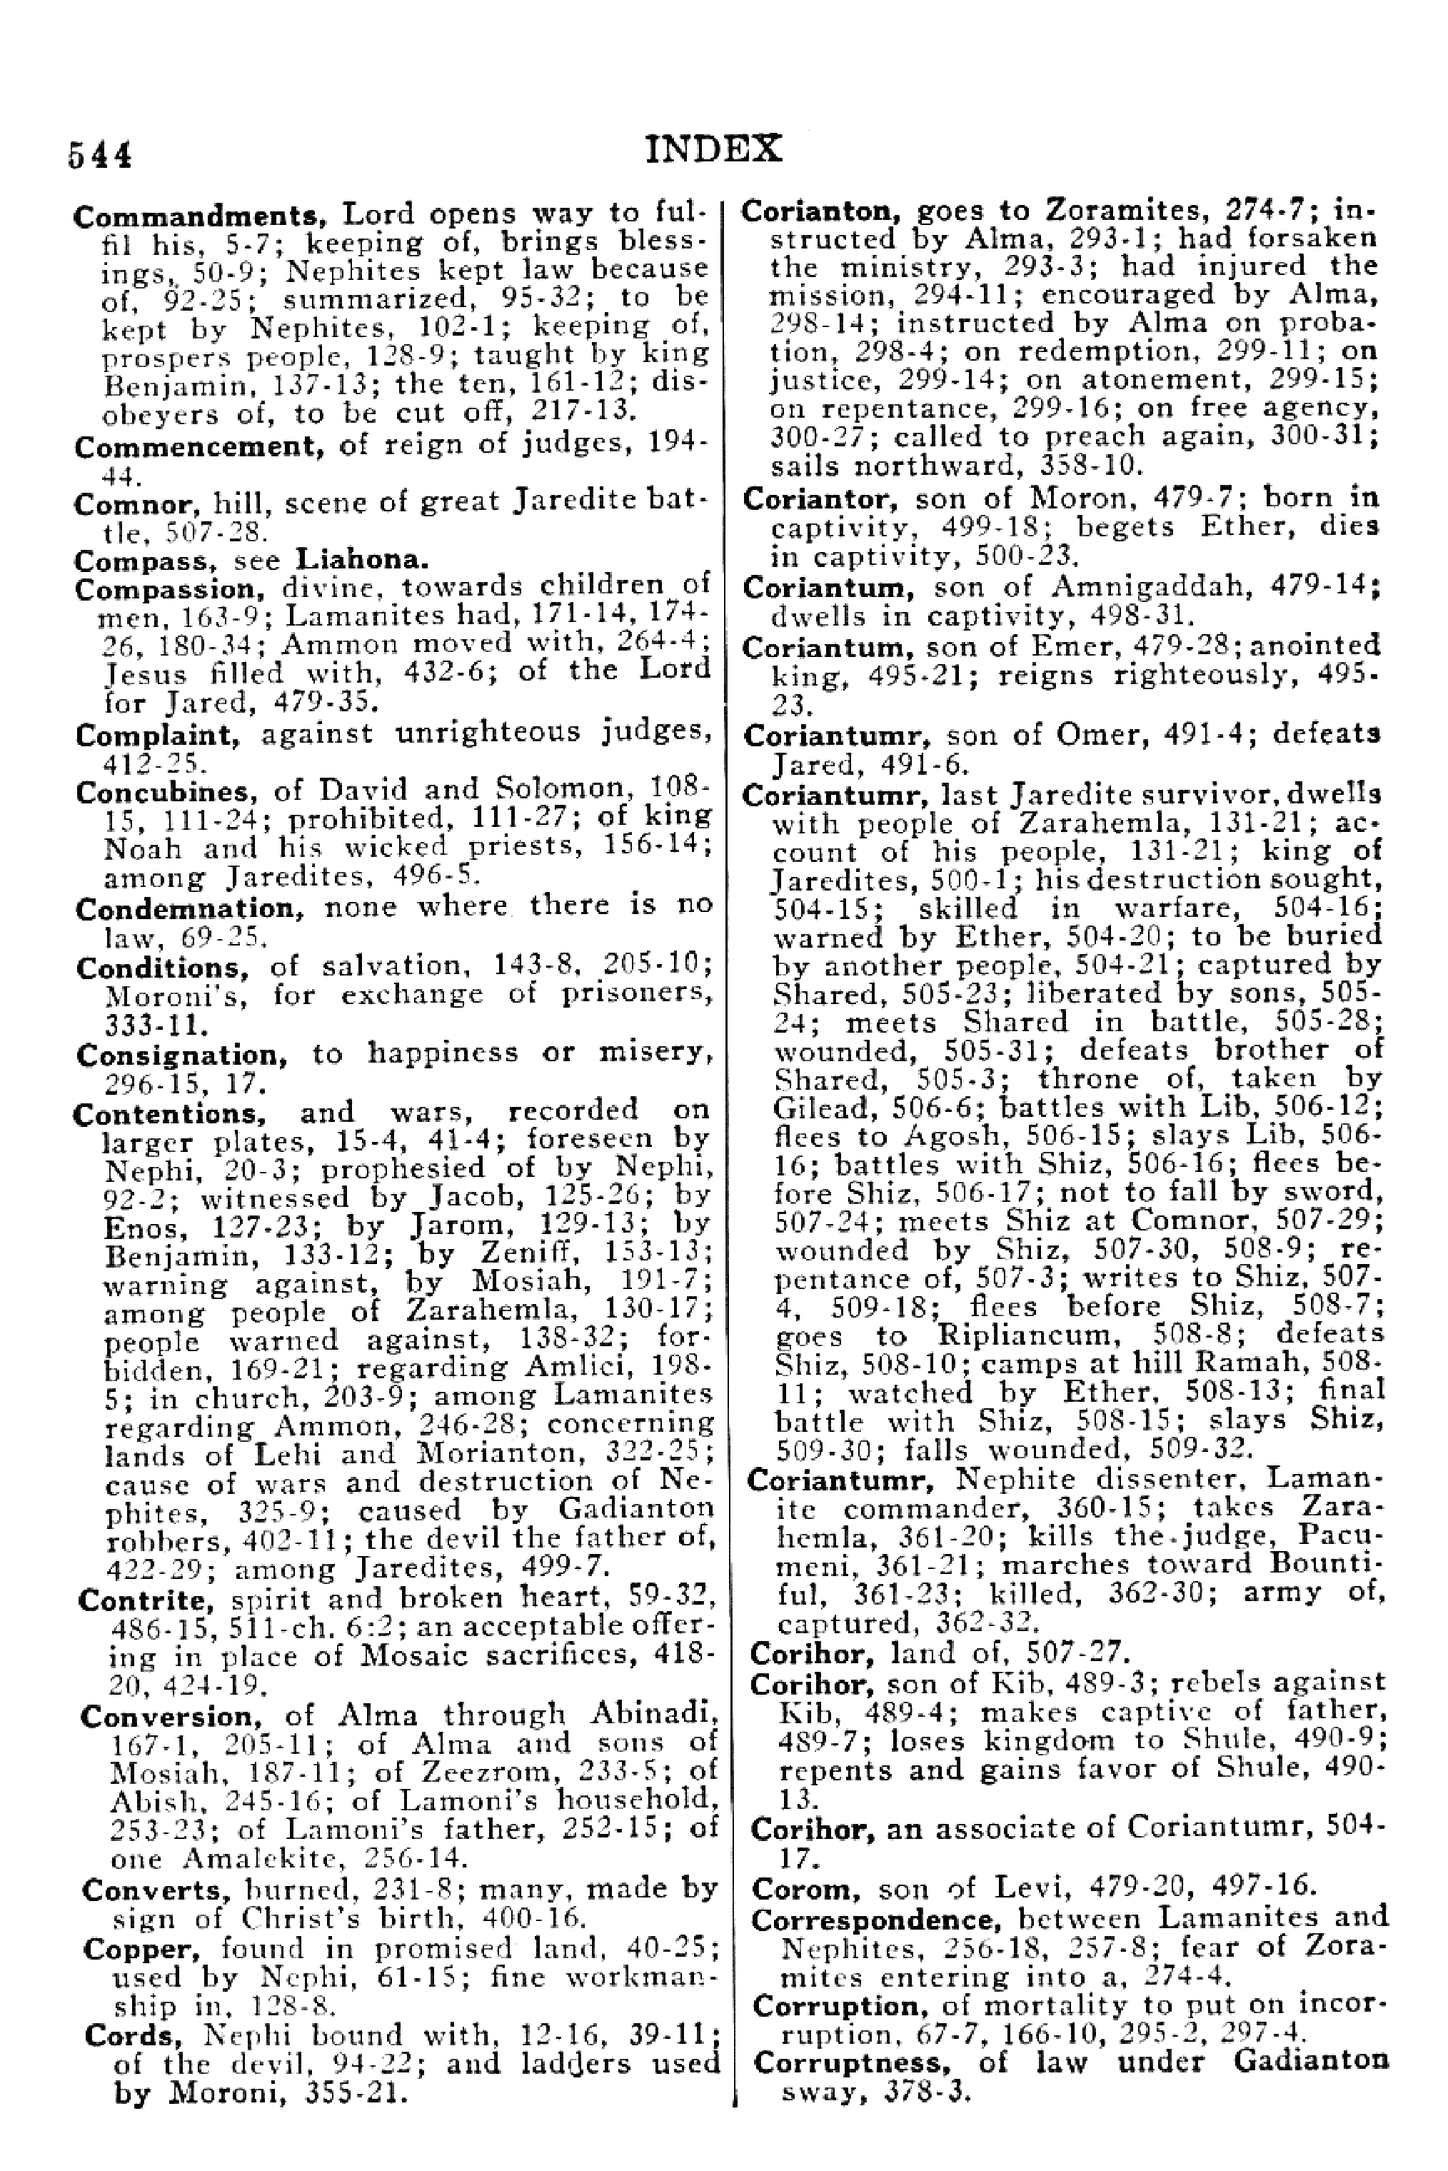 544
INDEX
Commandments, Lord opens way to ful-
fil his, 5-7; keeping of, brings bless-
ings, 50-9; Nephites kept law because
of, 92-25; summarized, 95-32; to be
kept by Nephites, 102-1; keeping of,
prospers people, 128-9; taught by king
Benjamin, 137-13; the ten, 161-12; dis-
obeyers of, to be cut off, 217-13.
Commencement, of reign of judges, 194-
44.
Comnor, hill, scene of great Jaredite bat-
tle, 507-28.
Compass, see Liahona.
Compassion, divine, towards children of
men, 163-9; Lamanites had, 171-14, 174-
26, 180-34; Ammon moved with, 264-4;
Jesus filled with, 432-6; of the Lord
for Jared, 479-35.
Complaint, against unrighteous judges,
412-25.
Concubines, of David and Solomon, 108-
15, 111-24; prohibited, 111-27; of king
Noah and his wicked priests, 156-14;
among Jaredites, 496-5.
Condemnation, none where there is no
law, 69-25.
Conditions, of salvation, 143-8, 205-10;
Moroni's, for exchange of prisoners,
333-11.
Consignation, to happiness or misery,
296-15, 17.
Contentions, and wars, recorded on
larger plates, 15-4, 41-4; foreseen by
Nephi, 20-3; prophesied of by Nephi,
92-2; witnessed by Jacob, 125-26; by
Enos, 127-23; by Jarom, 129-13; by
Benjamin, 133-12; by Zeniff, 153-13;
warning against, by Mosiah, 191-7;
among people of Zarahemla, 130-17;
people warned against, 138-32; for-
bidden, 169-21; regarding Amlici, 198-
5; in church, 203-9; among Lamanites
regarding Ammon, 246-28; concerning
lands of Lehi and Morianton, 322-25;
cause of wars and destruction of Ne-
phites, 325-9; caused by Gadianton
robbers, 402-11; the devil the father of,
422-29; among Jaredites, 499-7.
Contrite, spirit and broken heart, 59-32,
486-15, 511-ch. 6:2; an acceptable offer-
ing in place of Mosaic sacrifices, 418-
20, 424-19.
Conversion, of Alma through Abinadi,
167-1, 205-11; of Alma and sons of
Mosiah, 187-11; of Zeezrom, 233-5; of
Abish, 245-16; of Lamoni's household,
253-23; of Lamoni's father, 252-15; of
one Amalekite, 256-14.
Converts, burned, 231-8; many, made by
sign of Christ's birth, 400-16.
Copper, found in promised land, 40-25;
used by Nephi, 61-15; fine workman-
ship in, 128-8.
Cords, Nephi bound with, 12-16, 39-11;
of the devil, 94-22; and ladders used
by Moroni, 355-21.
Corianton, goes to Zoramites, 274-7; in-
structed by Alma, 293-1; had forsaken
the ministry, 293-3; had injured the
mission, 294-11; encouraged by Alma,
298-14; instructed by Alma on proba-
tion, 298-4; on redemption, 299-11; on
justice, 299-14; on atonement, 299-15;
on repentance, 299-16; on free agency,
300-27; called to preach again, 300-31;
sails northward, 358-10.
Coriantor, son of Moron, 479-7; born in
captivity, 499-18; begets Ether, dies
in captivity, 500-23.
Coriantum, son of Amnigaddah, 479-14;
dwells in captivity, 498-31.
Coriantum, son of Emer, 479-28; anointed
king, 495-21; reigns righteously, 495-
23.
Coriantumr, son of Omer, 491-4; defeats
Jared, 491-6.
Coriantumr, last Jaredite survivor, dwells
with people of Zarahemla, 131-21; ac-
count of his people, 131-21; king of
Jaredites, 500-1; his destruction sought,
504-15; skilled in warfare, 504-16;
warned by Ether, 504-20; to be buried
by another people, 504-21; captured by
Shared, 505-23; liberated by sons, 505-
24; meets Shared in battle, 505-28;
wounded, 505-31; defeats brother of
Shared, 505-3; throne of, taken by
Gilead, 506-6; battles with Lib, 506-12;
flees to Agosh, 506-15; slays Lib, 506-
16; battles with Shiz, 506-16; flees be-
fore Shiz, 506-17; not to fall by sword,
507-24; meets Shiz at Comnor, 507-29;
wounded by Shiz, 507-30, 508-9; re-
pentance of, 507-3; writes to Shiz, 507-
4, 509-18; flees before Shiz, 508-7;
goes to Ripliancum, 508-8; defeats
Shiz, 508-10; camps at hill Ramah, 508-
11; watched by Ether, 508-13; final
battle with Shiz, 508-15; slays Shiz,
509-30; falls wounded, 509-32.
Coriantumr, Nephite dissenter, Laman-
ite commander, 360-15; takes Zara-
hemla, 361-20; kills the judge, Pacu-
meni, 361-21; marches toward Bounti-
ful, 361-23; killed, 362-30; army of,
captured, 362-32.
Corihor, land of, 507-27.
Corihor, son of Kib, 489-3; rebels against
Kib, 489-4; makes captive of father,
489-7; loses kingdom to Shule, 490-9;
repents and gains favor of Shule, 490-
13.
Corihor, an associate of Coriantumr, 504-
17.
Corom, son of Levi, 479-20, 497-16.
Correspondence, between Lamanites and
Nephites, 256-18, 257-8; fear of Zora-
mites entering into a, 274-4.
Corruption, of mortality to put on incor-
ruption, 67-7, 166-10, 295-2, 297-4.
Corruptness, of law under Gadianton
sway, 378-3.